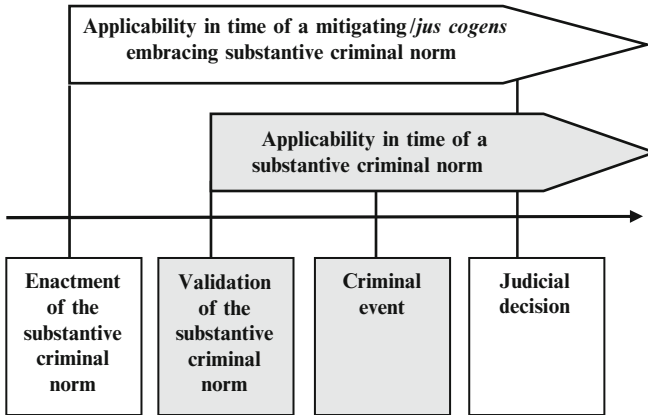 Applicability in time of a mitigating/jus cogens
embracing substantive criminal norm
Applicability in time of a
substantive criminal norm
Enactment
of the
substantive
criminal
norm
Validation
of the
substantive
criminal
norm
Criminal
event
Judicial
decision